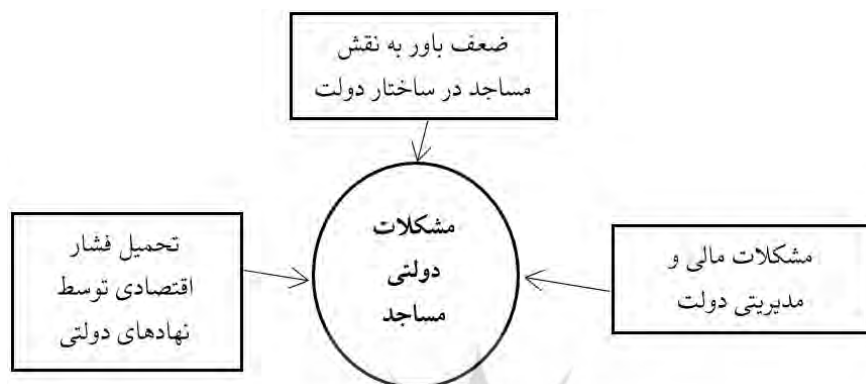 ضعف باور به نقش
مساجد در ساختار دولت
مشکلات
دولتی
مساجد
مشکلات مالی و
مدیریتی دولت
تحمیل فشار
اقتصادی توسط
نهادهای دولتی